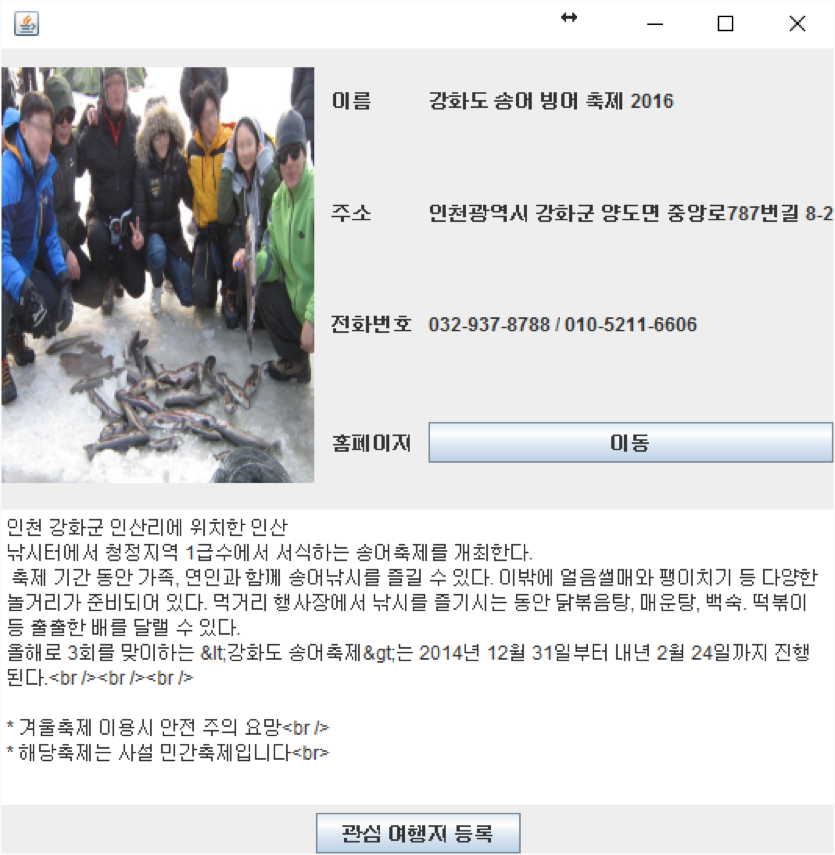 이름 강화도 송어 빙어 축제 2016
주소 인천광역시 강화군 양도면 중앙로787번길 8-2
전화번호 032-937-8788 / 010-5211-6606
홈페이지 이동
인천 강화군 인산리에 위치한 인산
낚시터에서 청정지역 1급수에서 서식하는 송어축제를 개최한다.
축제 기간 동안 가족, 연인과 함께 송어낚시를 즐길 수 있다. 이밖에 얼음썰매와 팽이치기 등 다양한
놀거리가 준비되어 있다. 먹거리 행사장에서 낚시를 즐기시는 동안 닭볶음탕, 매운탕, 백숙. 떡볶이
등 출출한 배를 달랠 수 있다.
올해로 3회를 맞이하는 &lt;강화도 송어축제&gt;는 2014년 12월 31일부터 내년 2월 24일까지 진행
된다.<br /><br /><br />
* 겨울축제 이용시 안전 주의 요망<br />
* 해당축제는 사설 민간축제입니다<br>
관심 여행지 등록